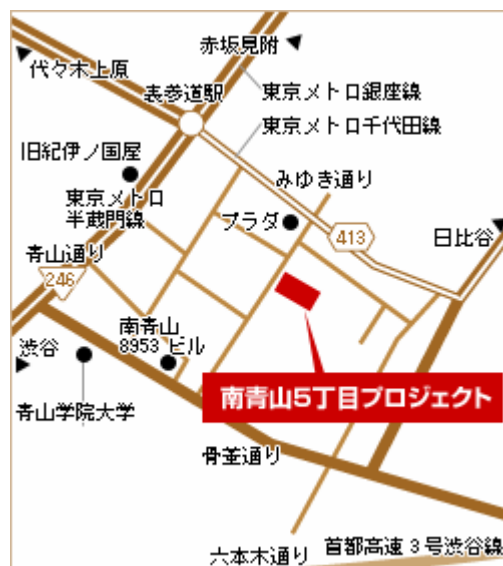 赤坂見附
代々木上原
表参道駅
東京メトロ銀座線
東京メトロ千代田線
旧紀伊ノ国屋
みゆき通り
東京メトロ
半蔵門線
プラダ
413
日比谷
青山通り
246
南青山
8953 ビル
渋谷
南青山5丁目プロジェクト
青山学院大学
骨董通り
六本木通り
首都高速3号渋谷線